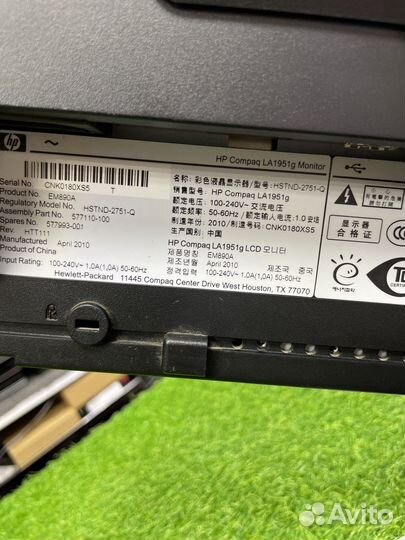 hp
HP Compaq LA1951g Monitor
Serial No. CNK0180XS5 T
Product No. EM890A
Regulatory Model No: HSTND-2751-Q
Assembly Part No. 577110-100
Spares No. 577993-001
Rev. HTT111
Manufactured April 2010
Product of China
Input Rating: 100-240V~ 1.0A(1,0A) 50-60Hz
名称: 彩色液晶显示器/HSTND-2751-Q
销售型号: HP Compaq LA1951g
额定电压: 100-240V~ 交流电压
额定频率: 50-60Hz/额定输入电流: 1.0 安培
制造年份: 2010/制造编号: CNK0180XS5
生产国: 中国
HP Compaq LA1951g LCD 모니터
제품명칭 EM890A
제조년월 April 2010 제조국 중국
정격입력 100-240V~ 1.0A(1,0A) 50-60Hz
Hewlett-Packard 11445 Compaq Center Drive West Houston, TX 77070
显示器
合格证
Avito